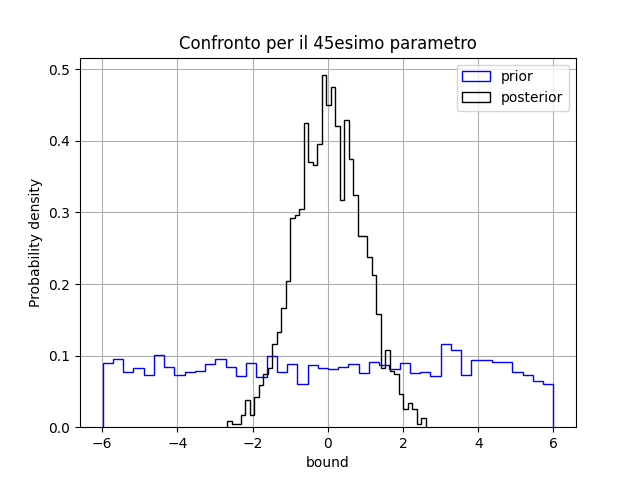 Confronto per il 45esimo parametro
prior
posterior
0.5
0.4
0.3
0.2
0.1
0.0
Probability density
−6
−4
−2
0
2
4
6
bound